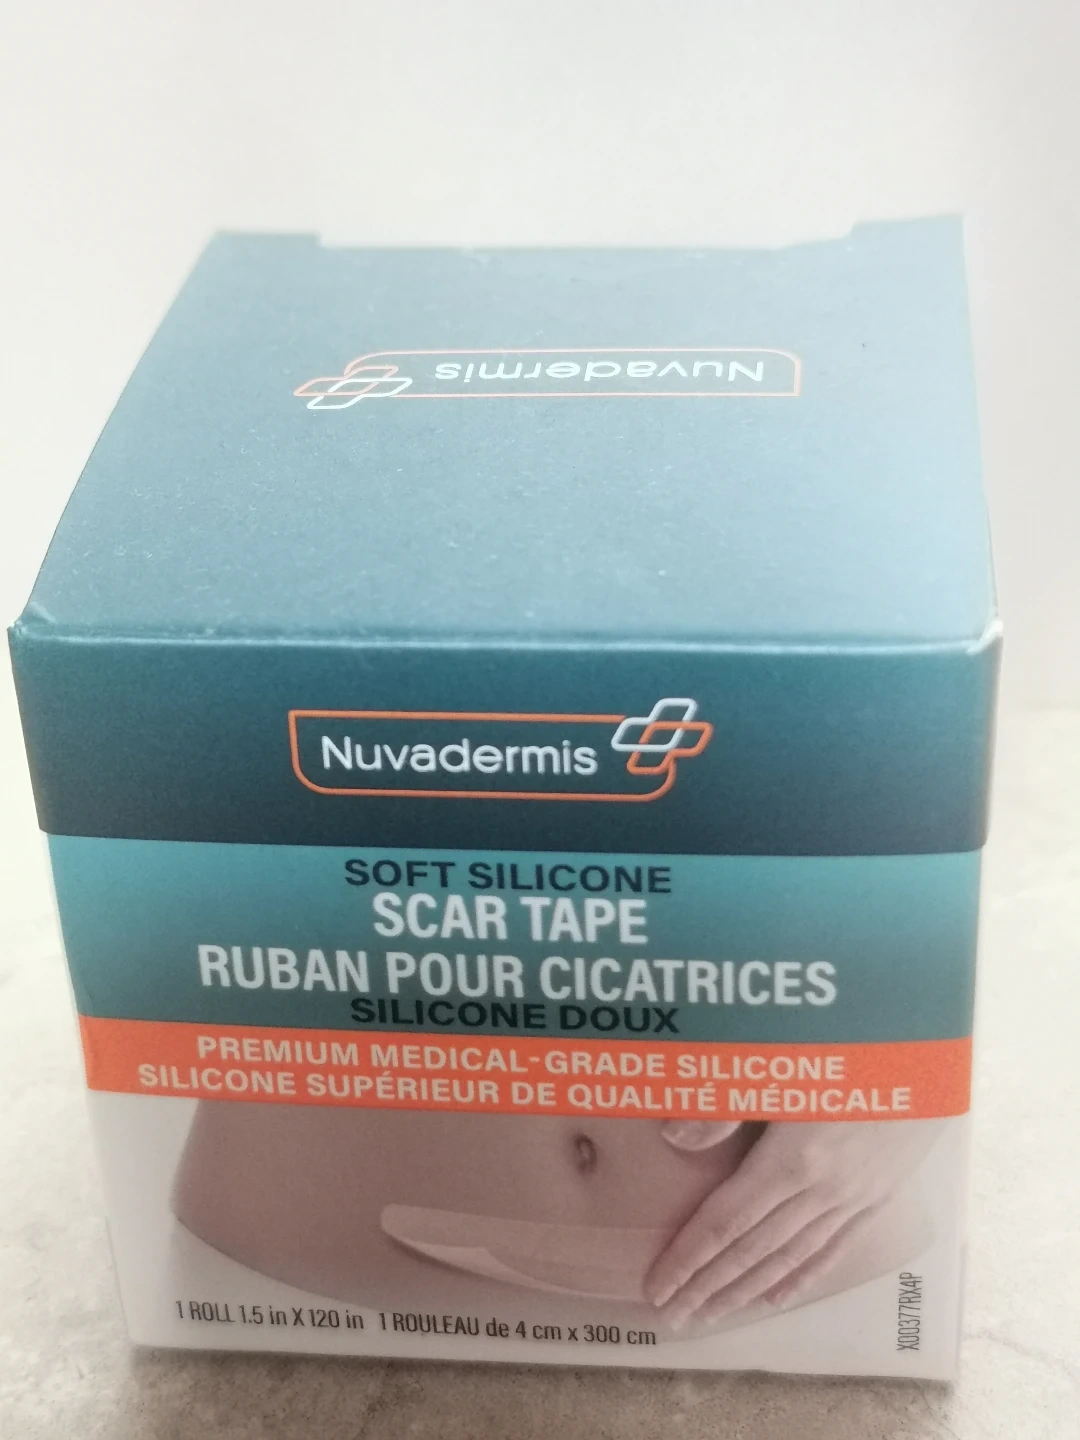 Nuvadermis
Nuvadermis
SOFT SILICONE
SCAR TAPE
RUBAN POUR CICATRICES
SILICONE DOUX
PREMIUM MEDICAL-GRADE SILICONE
SILICONE SUPÉRIEUR DE QUALITÉ MÉDICALE
1 ROLL 1.5 in X 120 in 1 ROULEAU de 4 cm x 300 cm
X00377RX4P